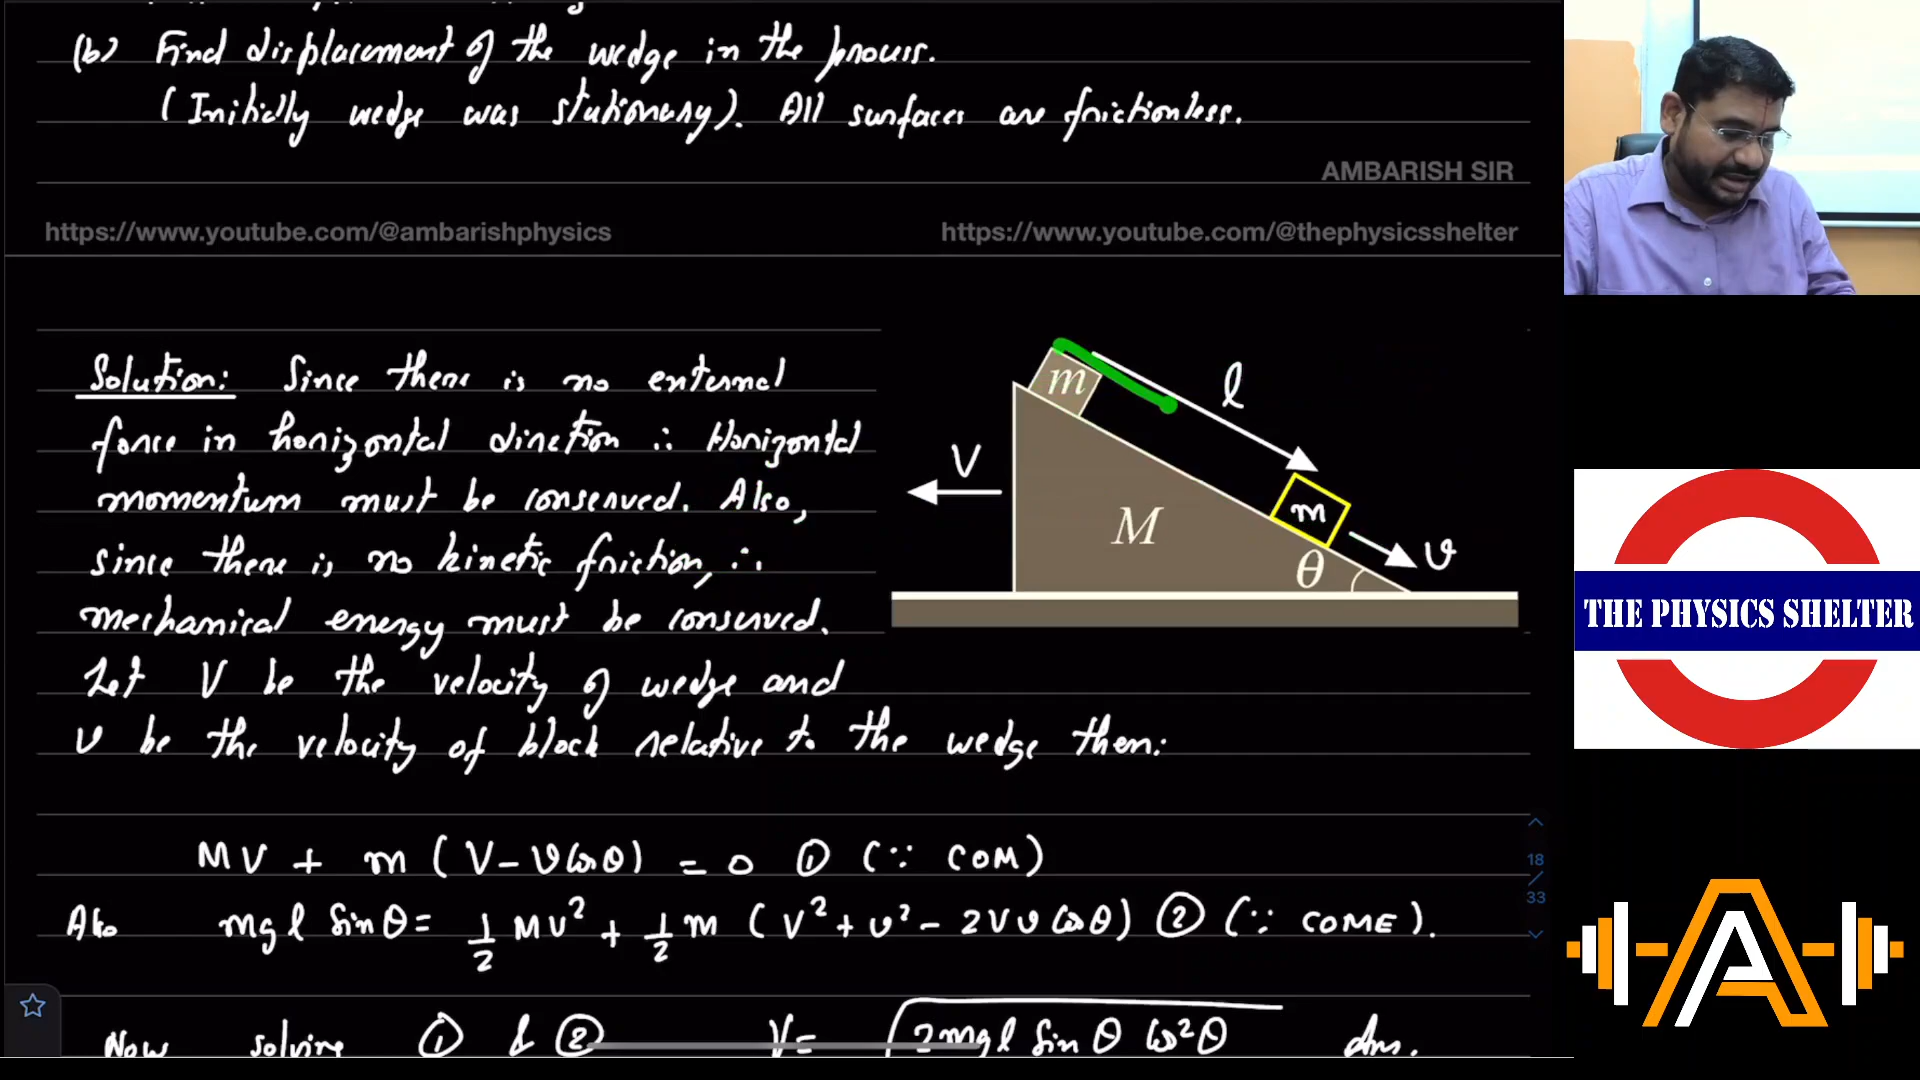 (b) Find displacement of the wedge in the process.
(Initially wedge was stationary). All surfaces are frictionless.
AMBARISH SIR
https://www.youtube.com/@ambarishphysics
https://www.youtube.com/@thephysicsshelter
Solution: Since there is no external
force in horizontal direction ∴ Horizontal
momentum must be conserved. Also,
since there is no kinetic friction, ∴
mechanical energy must be conserved.
Let V be the velocity of wedge and
v be the velocity of block relative to the wedge then:
m
l
V
M
m
θ
v
MV + m (V - v cos θ) = 0 ① (∵ COM)
Also mg l Sin θ = 1/2 MV² + 1/2 m (V² + v² - 2Vv cos θ) ② (∵ COME).
Now solving ① & ② V = √2mgl Sin θ cos²θ Ans.
18
33
THE PHYSICS SHELTER
A